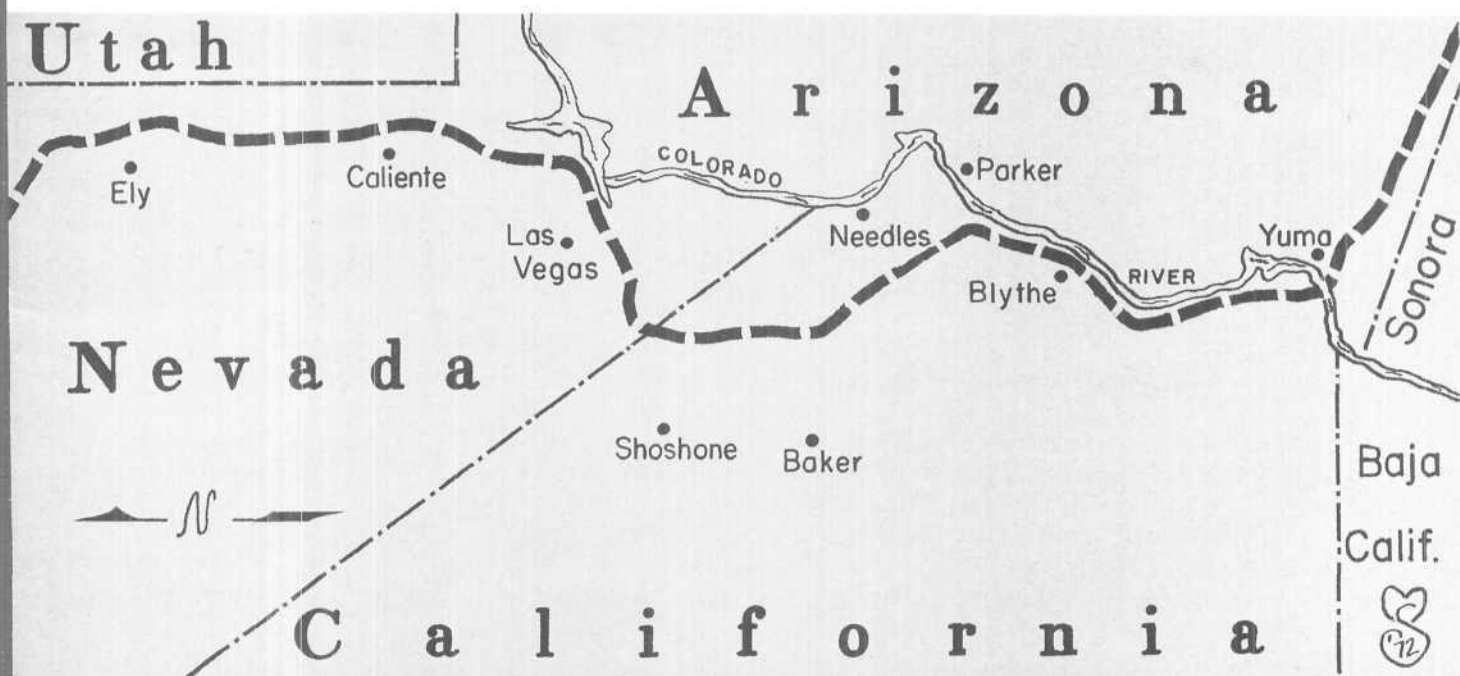 Utah
Arizona
COLORADO
Parker
Ely
Caliente
Needles
Yuma
Las
Vegas
RIVER
Blythe
Sonora
Nevada
Shoshone
Baker
Baja
N
Calif.
California
'72